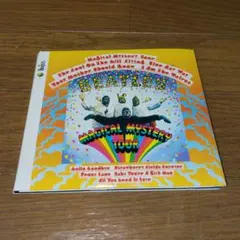 Magical Mystery Tour
The Fool On The Hill Flying Blue Jay Way
Your Mother Should Know I Am The Walrus
BEATLES
MAGICAL MYSTERY
TOUR
Hello Goodbye Strawberry Fields Forever
Penny Lane Baby You're A Rich Man
All You Need Is Love